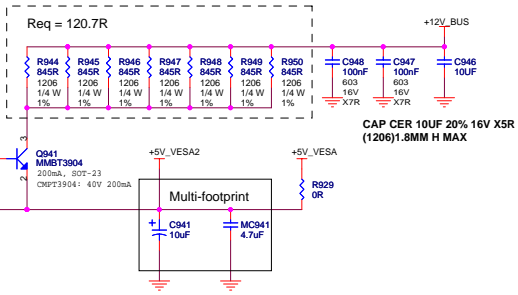 Req = 120.7R
+12V_BUS
R944
845R
1206
1/4 W
1%
R945
845R
1206
1/4 W
1%
R946
845R
1206
1/4 W
1%
R947
845R
1206
1/4 W
1%
R948
845R
1206
1/4 W
1%
R949
845R
1206
1/4 W
1%
R950
845R
1206
1/4 W
1%
C948
100nF
603
16V
X7R
C947
100nF
603
16V
X7R
C946
10UF
CAP CER 10UF 20% 16V X5R
(1206)1.8MM H MAX
3
2
Q941
MMBT3904
200mA, SOT-23
CMPT3904: 40V 200mA
+5V_VESA2
+5V_VESA
R929
0R
Multi-footprint
+
C941
10uF
MC941
4.7uF